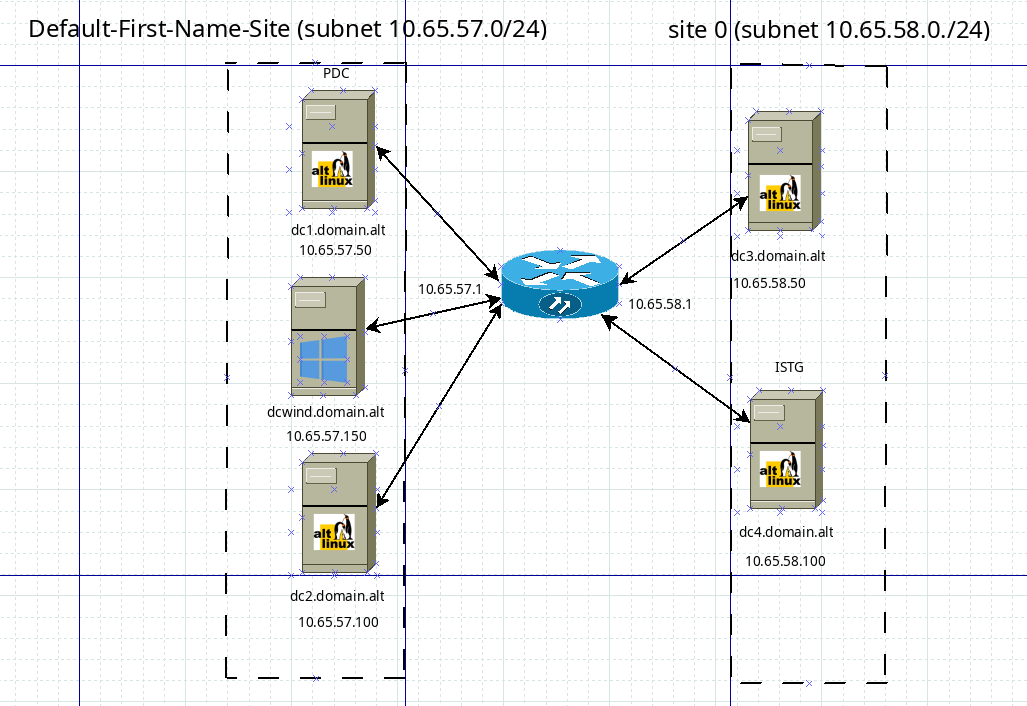 Default-First-Name-Site (subnet 10.65.57.0/24)
site 0 (subnet 10.65.58.0./24)
PDC
alt
linux
dc1.domain.alt
10.65.57.50
dcwind.domain.alt
10.65.57.150
alt
linux
dc2.domain.alt
10.65.57.100
10.65.57.1
10.65.58.1
alt
linux
dc3.domain.alt
10.65.58.50
ISTG
alt
linux
dc4.domain.alt
10.65.58.100